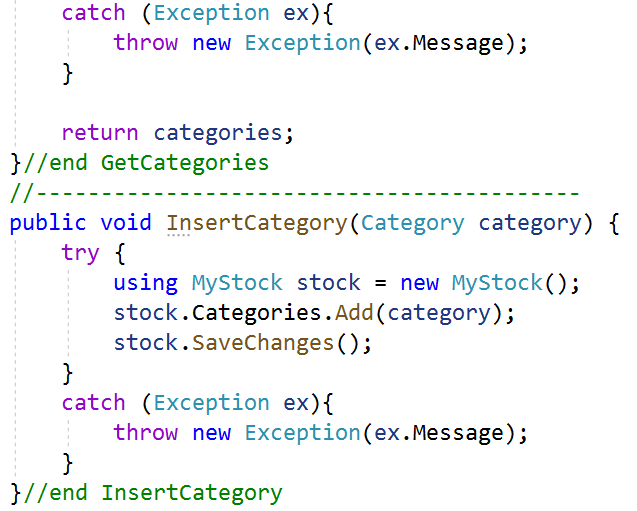 catch (Exception ex){
throw new Exception(ex.Message);
}
return categories;
}//end GetCategories
//------------------------------------------
public void InsertCategory(Category category) {
try {
using MyStock stock = new MyStock();
stock.Categories.Add(category);
stock.SaveChanges();
}
catch (Exception ex){
throw new Exception(ex.Message);
}
}//end InsertCategory